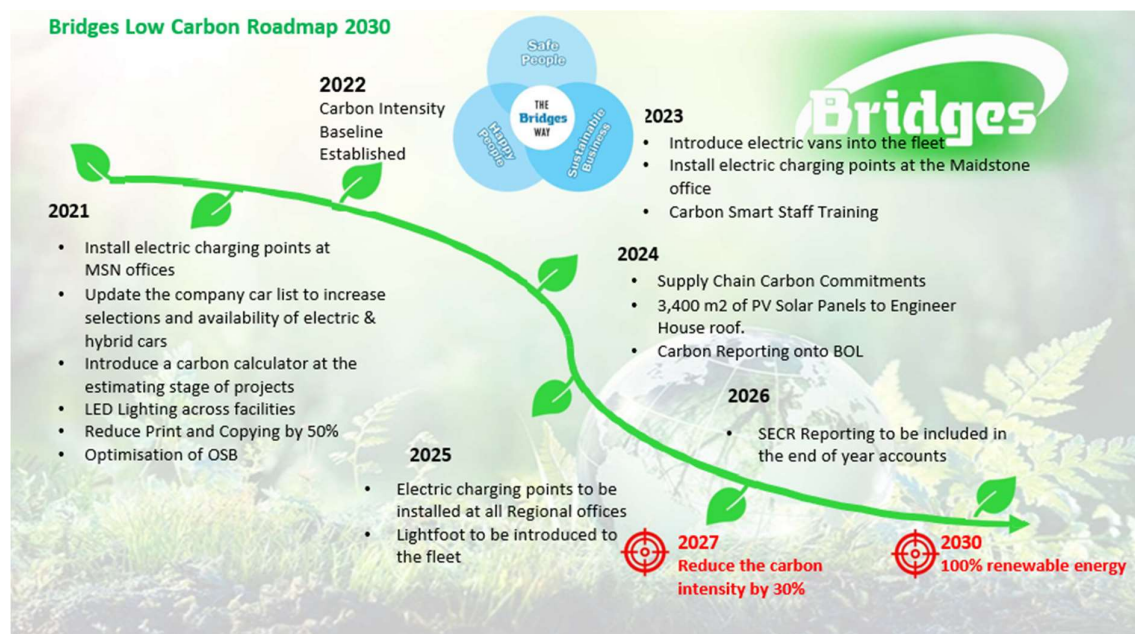 Bridges Low Carbon Roadmap 2030
Safe
People
Happy
People
Sustainable
Business
THE
Bridges
WAY
Bridges
2021
• Install electric charging points at
MSN offices
• Update the company car list to increase
selections and availability of electric &
hybrid cars
• Introduce a carbon calculator at the
estimating stage of projects
• LED Lighting across facilities
• Reduce Print and Copying by 50%
• Optimisation of OSB
2022
Carbon Intensity
Baseline
Established
2023
• Introduce electric vans into the fleet
• Install electric charging points at the Maidstone
office
• Carbon Smart Staff Training
2024
• Supply Chain Carbon Commitments
• 3,400 m2 of PV Solar Panels to Engineer
House roof.
• Carbon Reporting onto BOL
2025
• Electric charging points to be
installed at all Regional offices
• Lightfoot to be introduced to
the fleet
2026
• SECR Reporting to be included in
the end of year accounts
2027
Reduce the carbon
intensity by 30%
2030
100% renewable energy